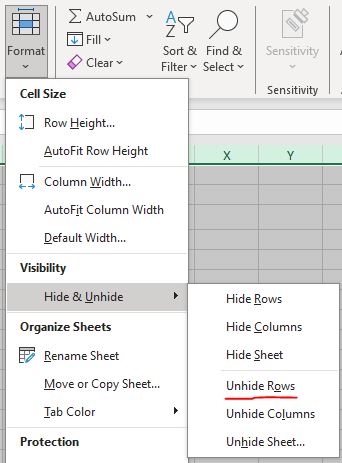 Format
AutoSum
Fill
Clear
Sort &
Filter
Find &
Select
Sensitivity
Sensitivity
X
Y
Cell Size
Row Height...
AutoFit Row Height
Column Width...
AutoFit Column Width
Default Width...
Visibility
Hide & Unhide
Organize Sheets
Rename Sheet
Move or Copy Sheet...
Tab Color
Protection
Hide Rows
Hide Columns
Hide Sheet
Unhide Rows
Unhide Columns
Unhide Sheet...